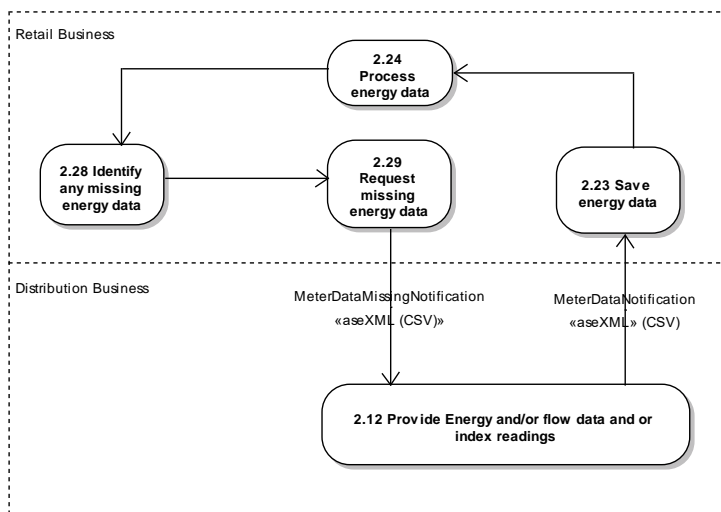 Retail Business
2.24
Process
energy data
2.28 Identify
any missing
energy data
2.29
Request
missing
energy data
2.23 Save
energy data
Distribution Business
MeterDataMissingNotification
«aseXML (CSV)»
MeterDataNotification
«aseXML» (CSV)
2.12 Provide Energy and/or flow data and or
index readings